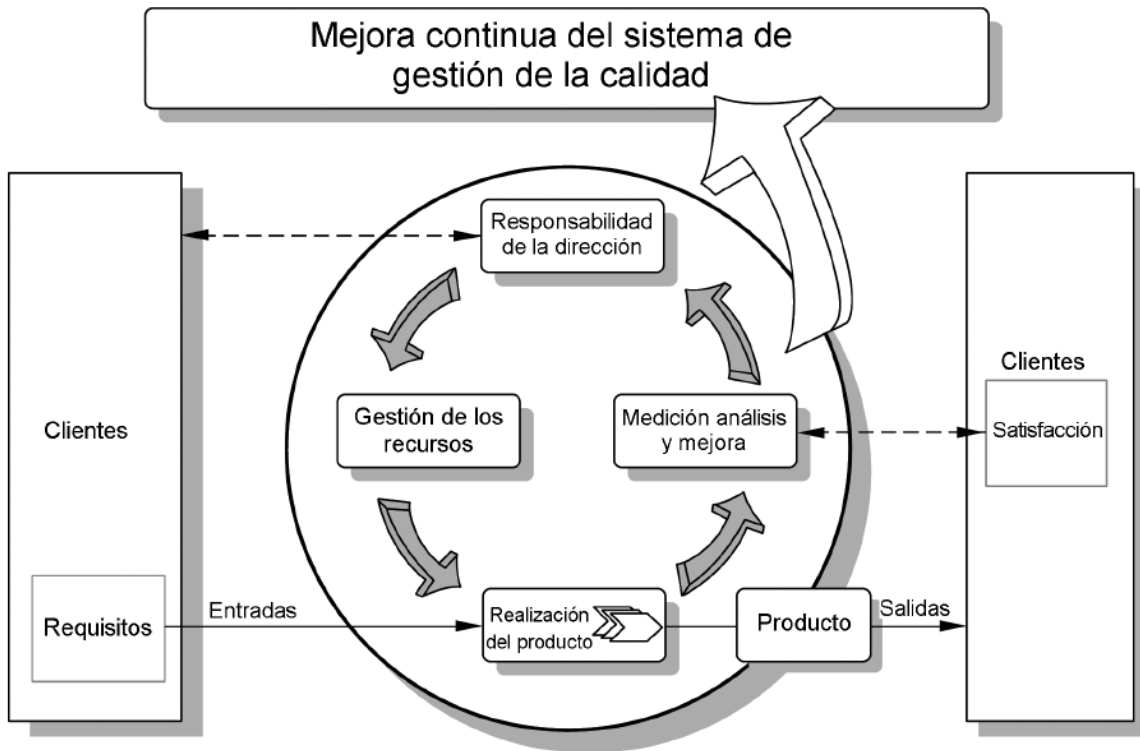 Mejora continua del sistema de
gestión de la calidad
Responsabilidad
de la dirección
Clientes
Gestión de los
recursos
Medición análisis
y mejora
Clientes
Satisfacción
Requisitos
Entradas
Realización
del producto
Producto
Salidas